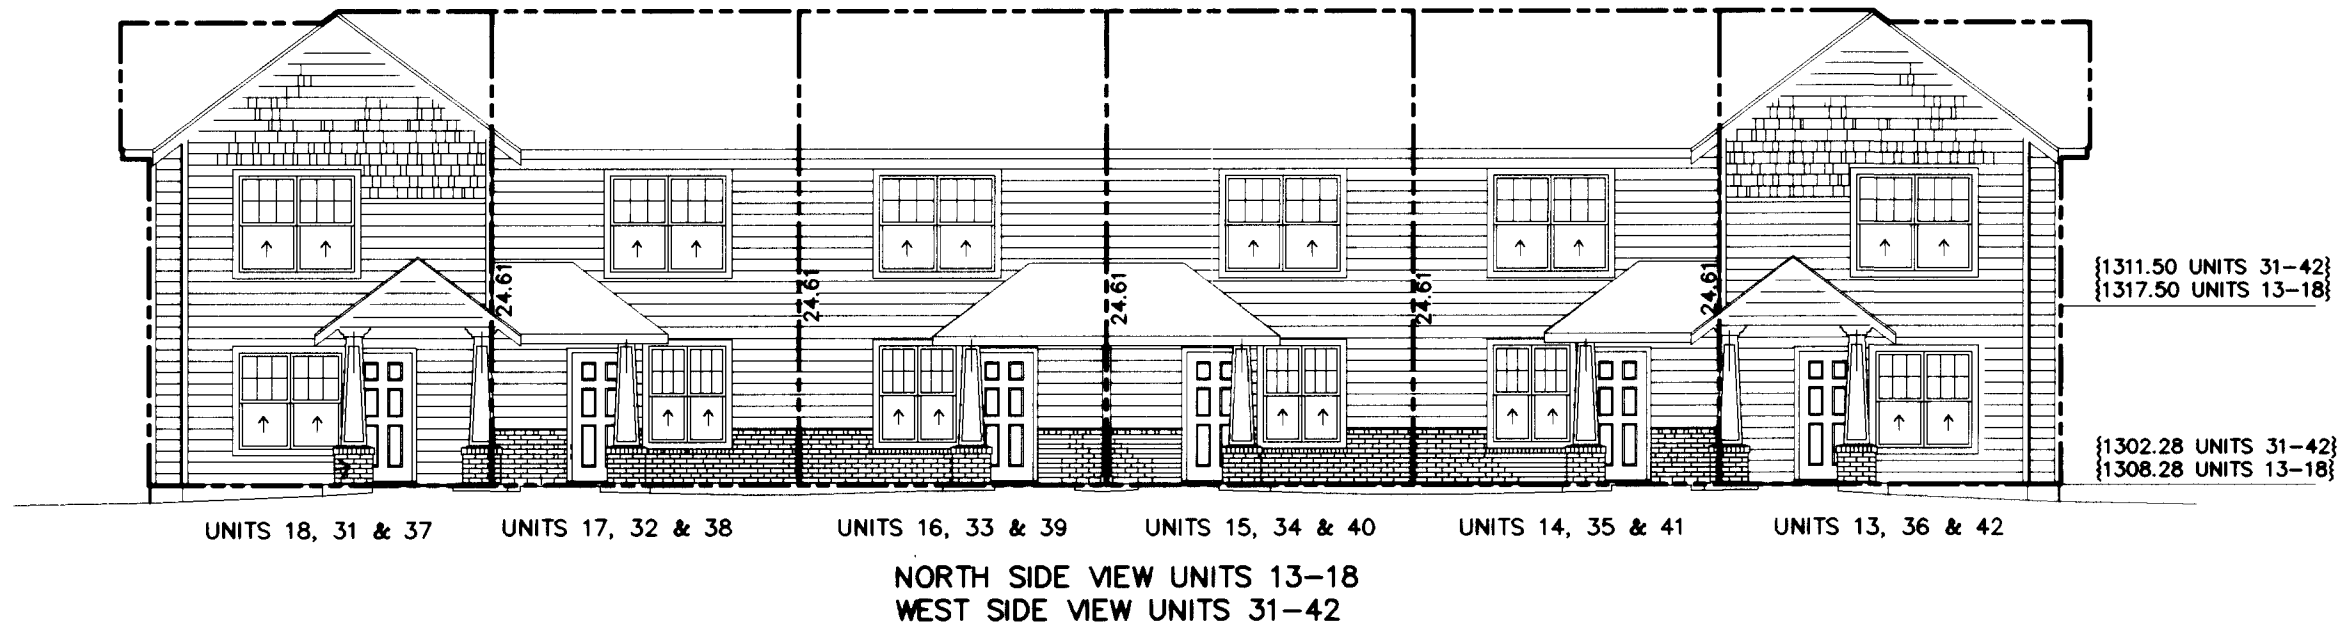 24.61
24.61
24.61
24.61
24.61
{1311.50 UNITS 31-42}
{1317.50 UNITS 13-18}
{1302.28 UNITS 31-42}
{1308.28 UNITS 13-18}
UNITS 18, 31 & 37
UNITS 17, 32 & 38
UNITS 16, 33 & 39
UNITS 15, 34 & 40
UNITS 14, 35 & 41
UNITS 13, 36 & 42
NORTH SIDE VIEW UNITS 13-18
WEST SIDE VIEW UNITS 31-42